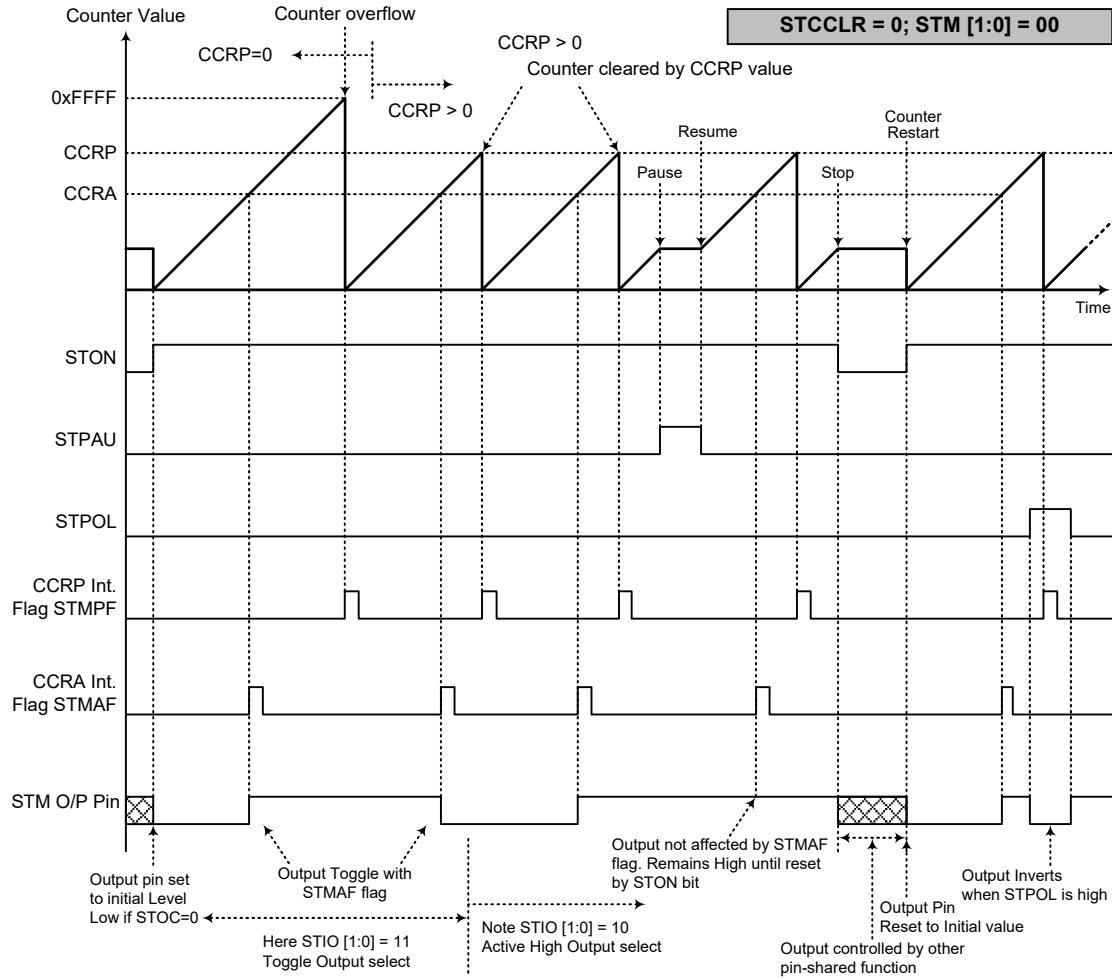 Counter Value
Counter overflow
STCCLR = 0; STM [1:0] = 00
CCRP=0
CCRP > 0
CCRP > 0
Counter cleared by CCRP value
0xFFFF
CCRP
CCRA
Pause
Resume
Stop
Counter
Restart
Time
STON
STPAU
STPOL
CCRP Int.
Flag STMPF
CCRA Int.
Flag STMAF
STM O/P Pin
Output pin set
to initial Level
Low if STOC=0
Output Toggle with
STMAF flag
Here STIO [1:0] = 11
Toggle Output select
Note STIO [1:0] = 10
Active High Output select
Output not affected by STMAF
flag. Remains High until reset
by STON bit
Output controlled by other
pin-shared function
Output Pin
Reset to Initial value
Output Inverts
when STPOL is high